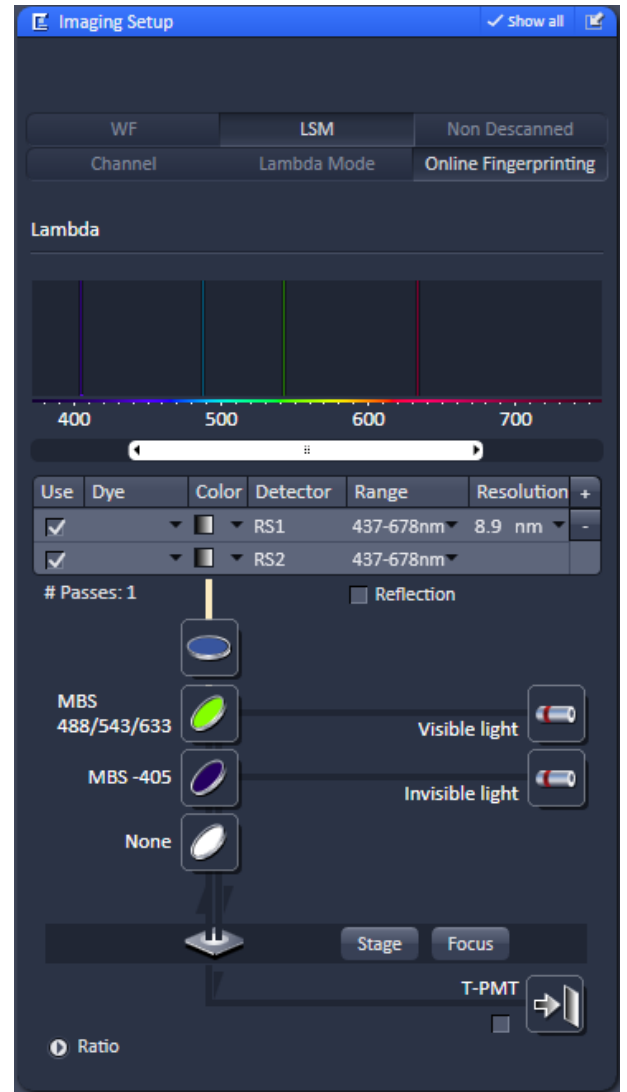 Imaging Setup Show all
WF LSM Non Descanned
Channel Lambda Mode Online Fingerprinting
Lambda
400 500 600 700
Use Dye Color Detector Range Resolution +
RS1 437-678nm 8.9 nm -
RS2 437-678nm
# Passes: 1 Reflection
MBS
488/543/633
Visible light
MBS -405
Invisible light
None
Stage Focus
T-PMT
Ratio